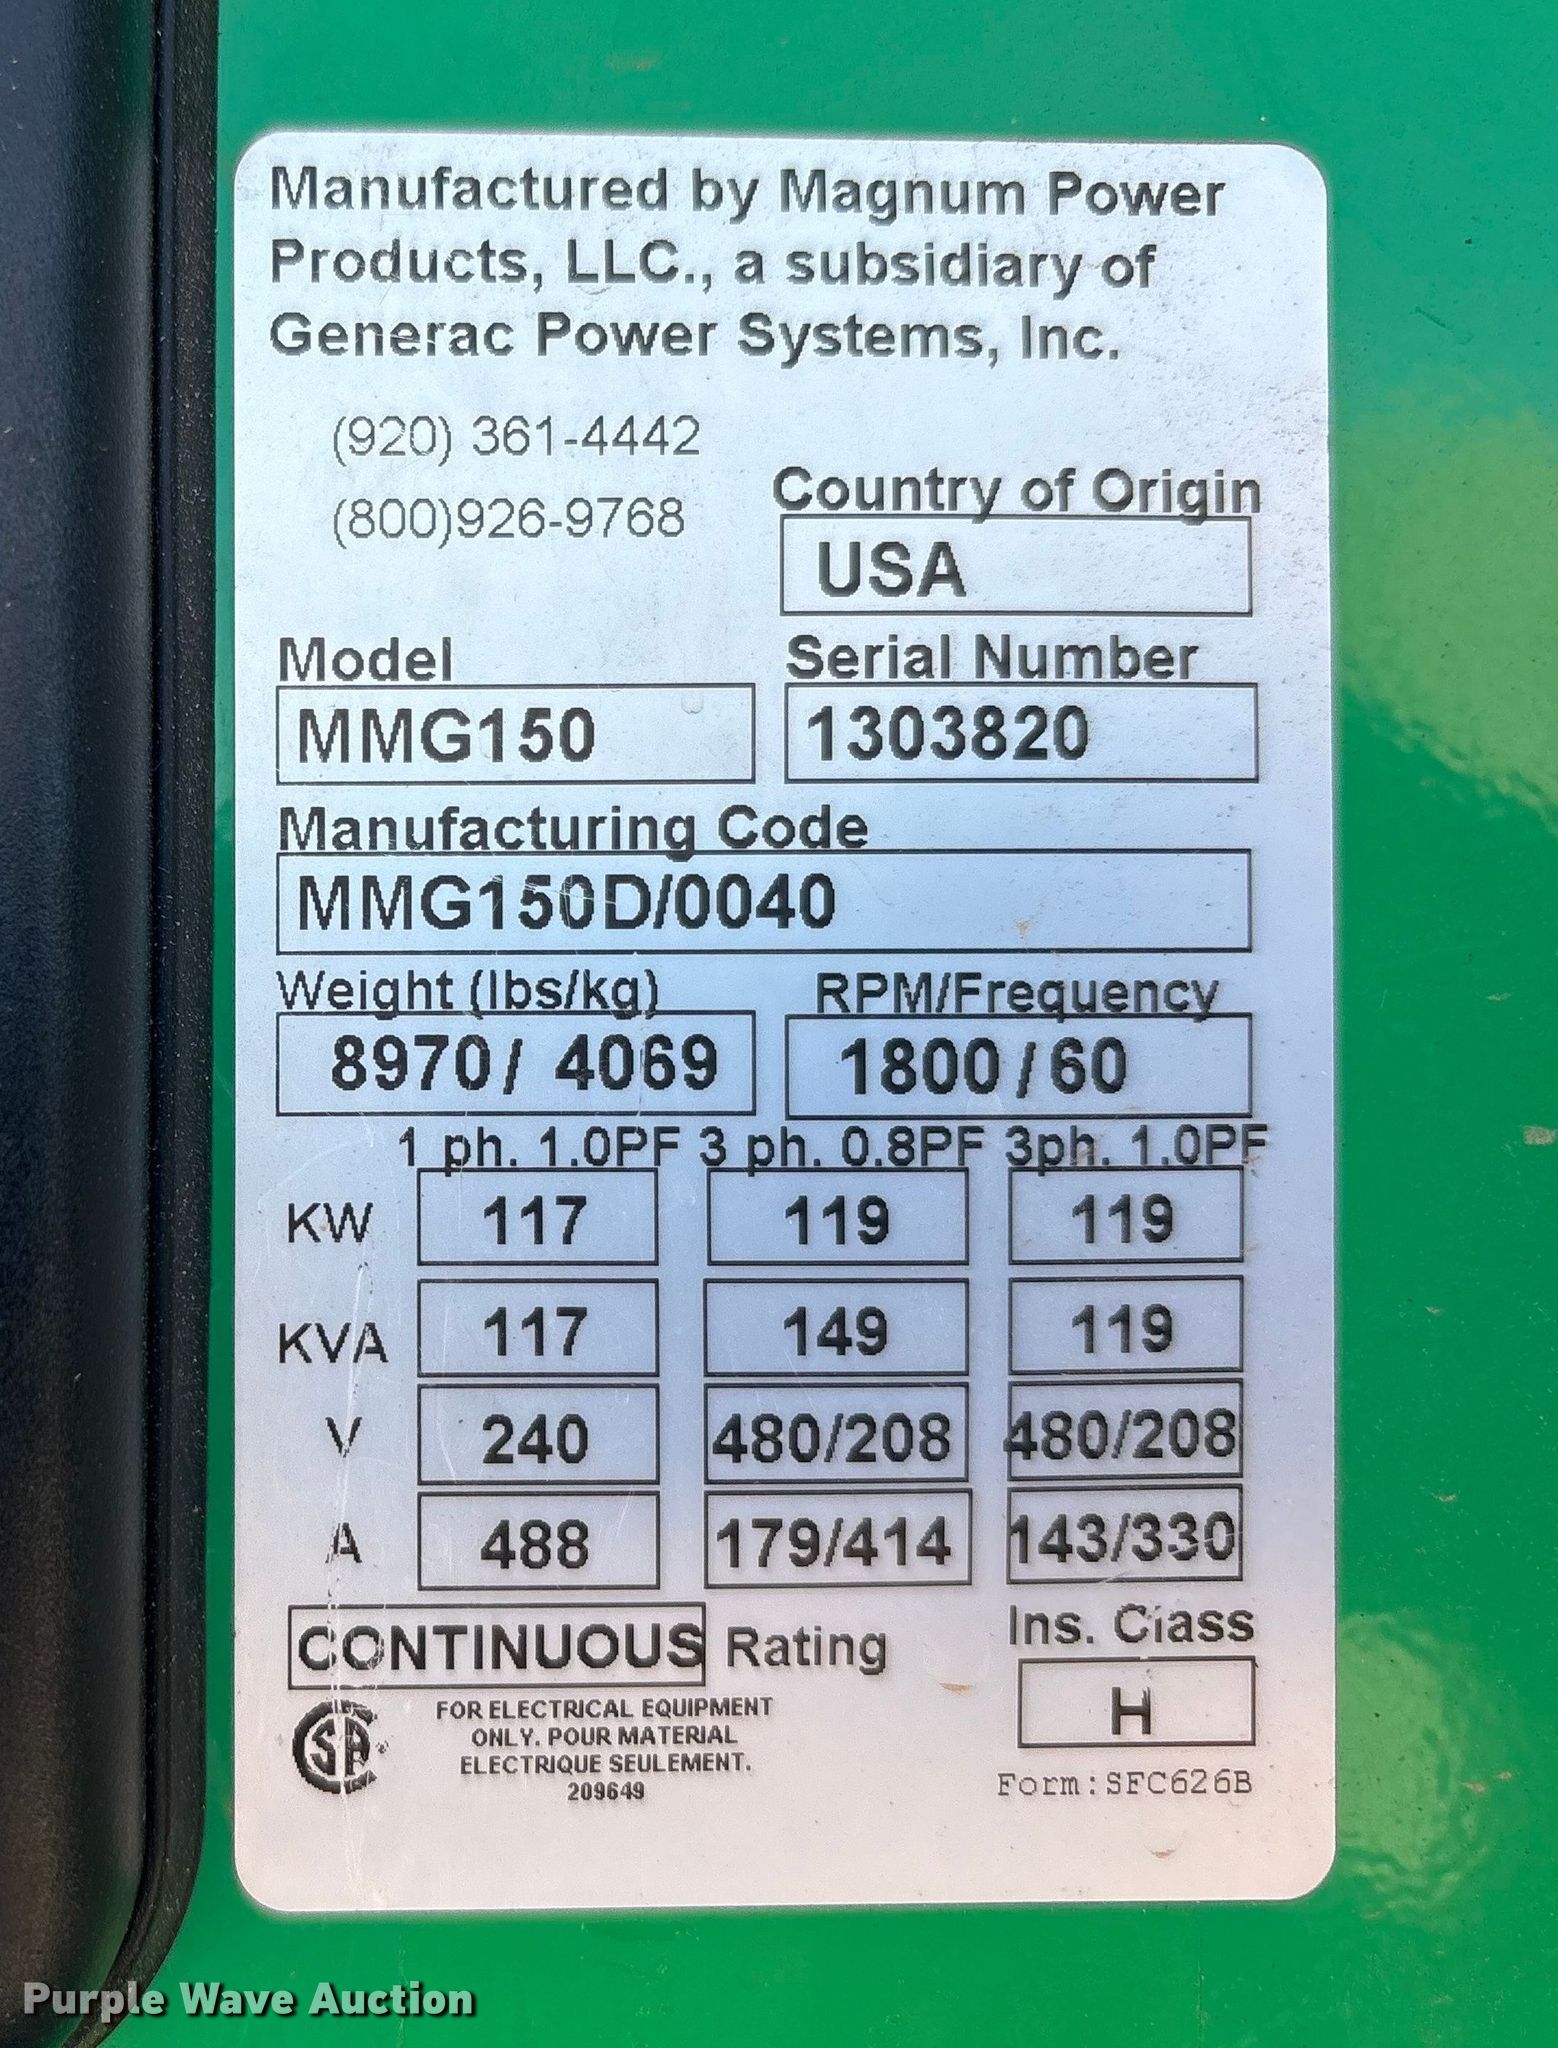 Manufactured by Magnum Power
Products, LLC., a subsidiary of
Generac Power Systems, Inc.
(920) 361-4442
(800)926-9768
Country of Origin
USA
Model
Serial Number
MMG150
1303820
Manufacturing Code
MMG150D/0040
Weight (lbs/kg)
RPM/Frequency
8970/ 4069
1800/60
1 ph. 1.0PF 3 ph. 0.8PF 3ph. 1.0PF
KW 117 119 119
KVA 117 149 119
V 240 480/208 480/208
A 488 179/414 143/330
CONTINUOUS Rating
Ins. Class
H
FOR ELECTRICAL EQUIPMENT
ONLY. POUR MATERIAL
ELECTRIQUE SEULEMENT.
209649
Form:SFC626B
Purple Wave Auction